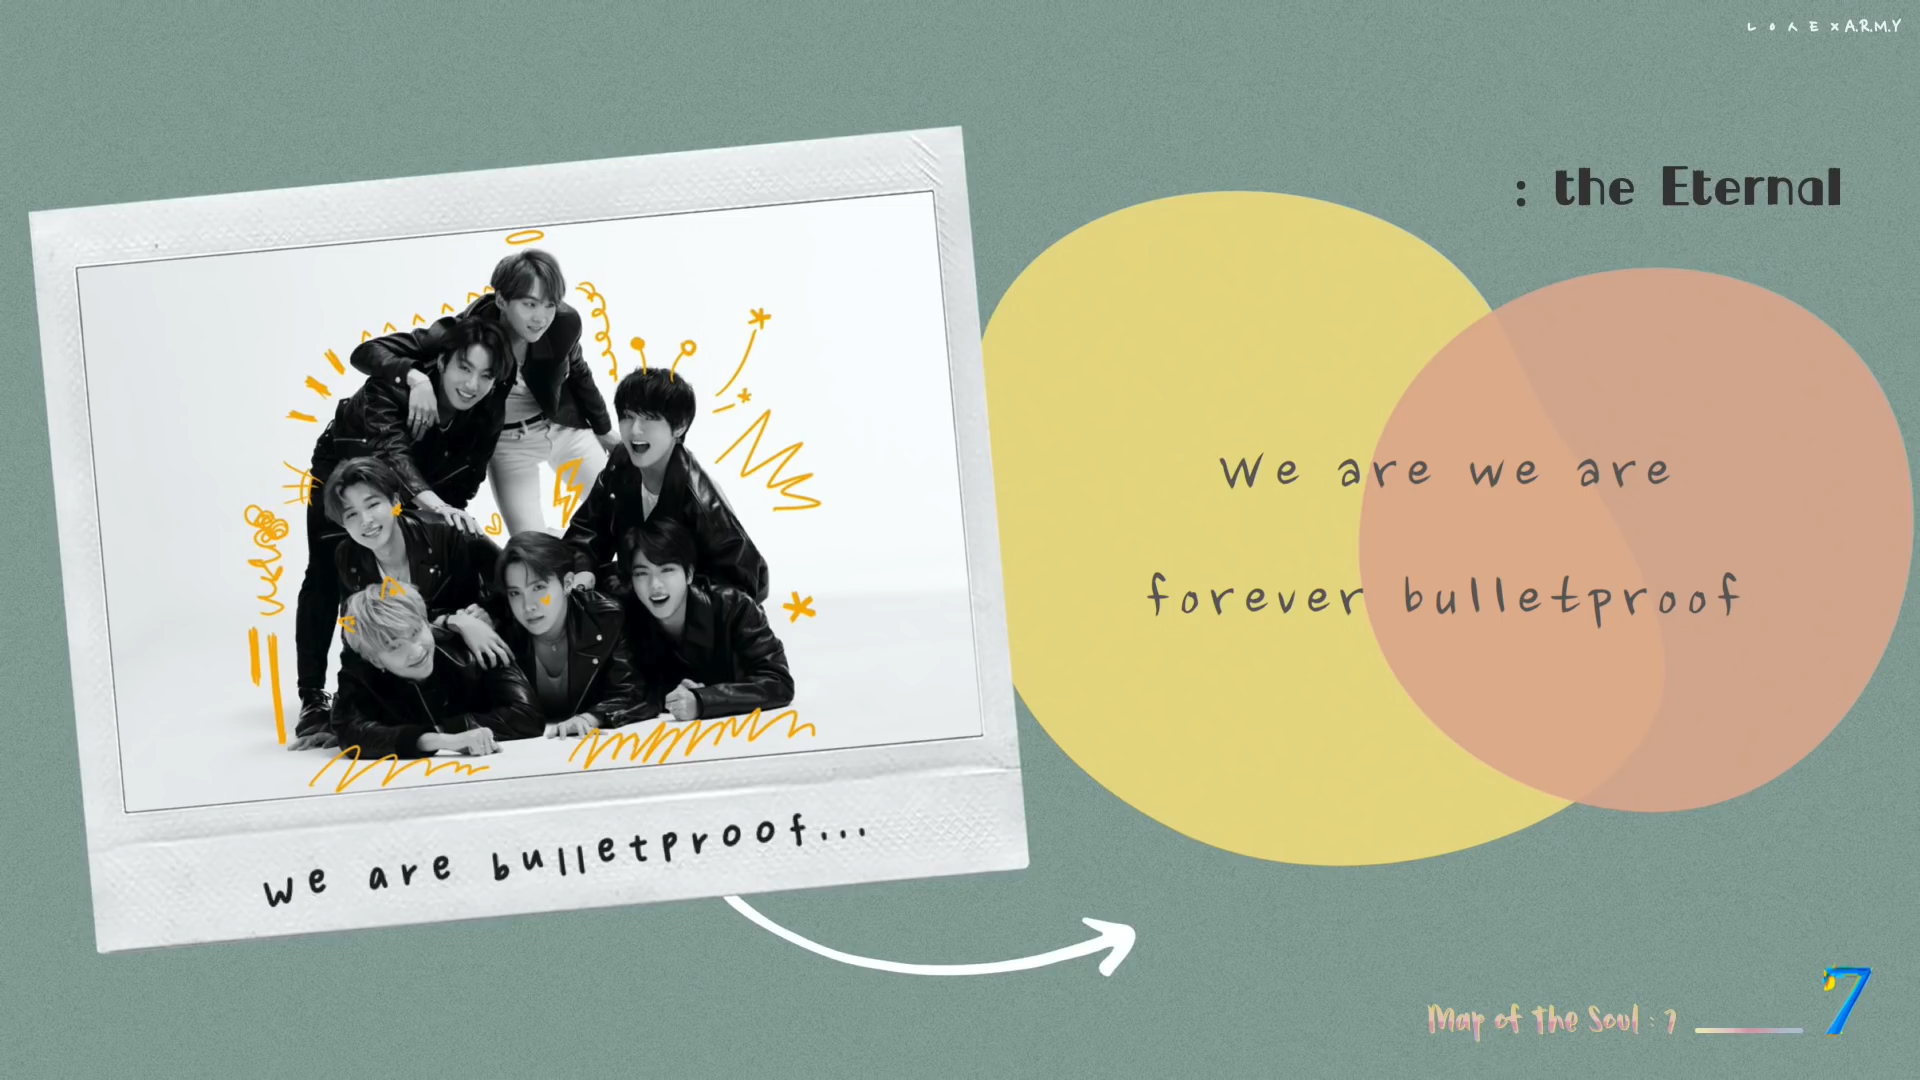 L O ㅅ E x A.R.M.Y
: the Eternal
We are we are
forever bulletproof
we are bulletproof...
Map of the Soul : 7
7